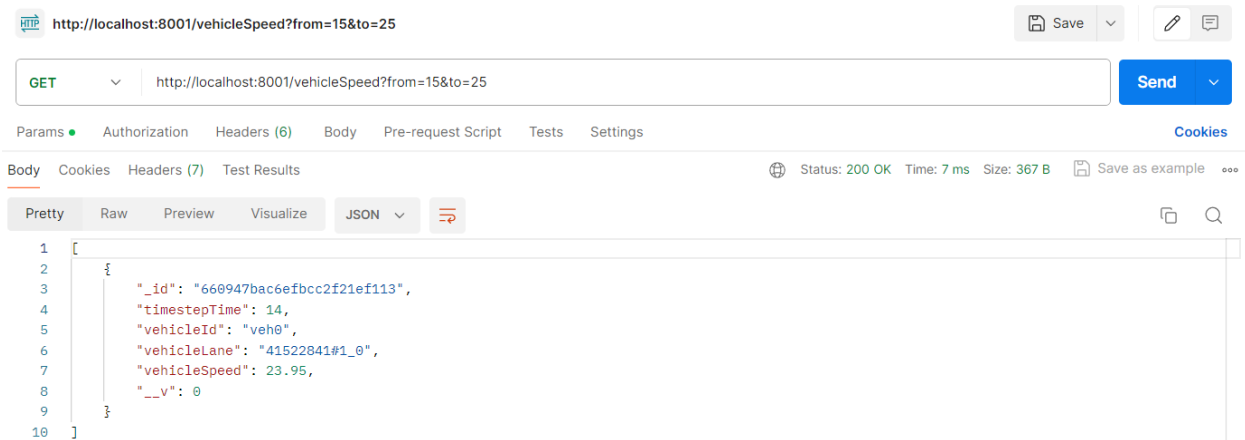 HTTP http://localhost:8001/vehicleSpeed?from=15&to=25 Save
GET http://localhost:8001/vehicleSpeed?from=15&to=25 Send
Params Authorization Headers (6) Body Pre-request Script Tests Settings Cookies
Body Cookies Headers (7) Test Results Status: 200 OK Time: 7 ms Size: 367 B Save as example
Pretty Raw Preview Visualize JSON
1 [
2 {
3 "_id": "660947bac6efbcc2f21ef113",
4 "timestepTime": 14,
5 "vehicleId": "veh0",
6 "vehicleLane": "41522841#1_0",
7 "vehicleSpeed": 23.95,
8 "__v": 0
9 }
10 ]